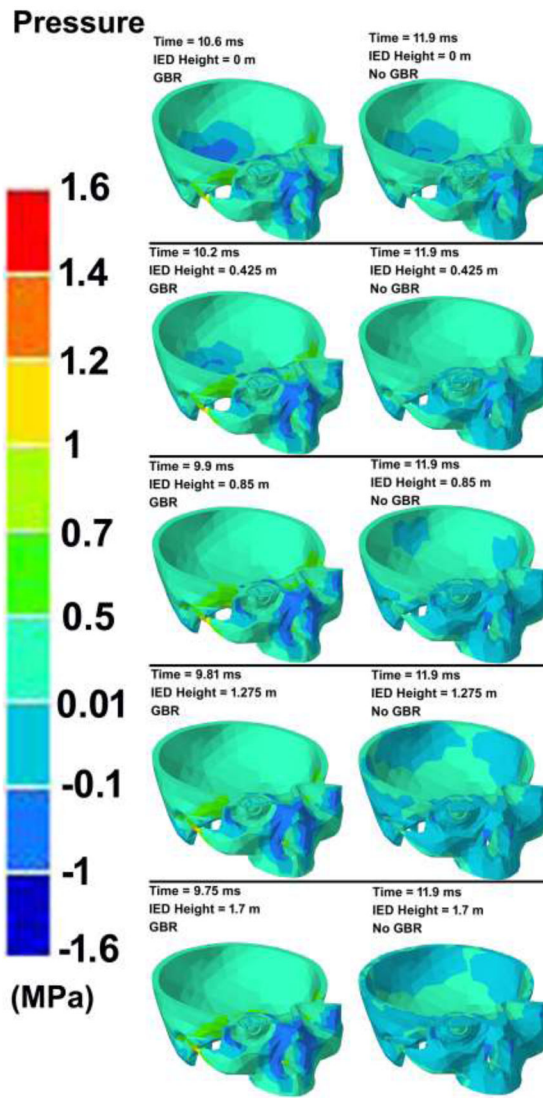 Pressure
1.6
1.4
1.2
1
0.7
0.5
0.01
-0.1
-1
-1.6
(MPa)
Time = 10.6 ms
IED Height = 0 m
GBR
Time = 11.9 ms
IED Height = 0 m
No GBR
Time = 10.2 ms
IED Height = 0.425 m
GBR
Time = 11.9 ms
IED Height = 0.425 m
No GBR
Time = 9.9 ms
IED Height = 0.85 m
GBR
Time = 11.9 ms
IED Height = 0.85 m
No GBR
Time = 9.81 ms
IED Height = 1.275 m
GBR
Time = 11.9 ms
IED Height = 1.275 m
No GBR
Time = 9.75 ms
IED Height = 1.7 m
GBR
Time = 11.9 ms
IED Height = 1.7 m
No GBR